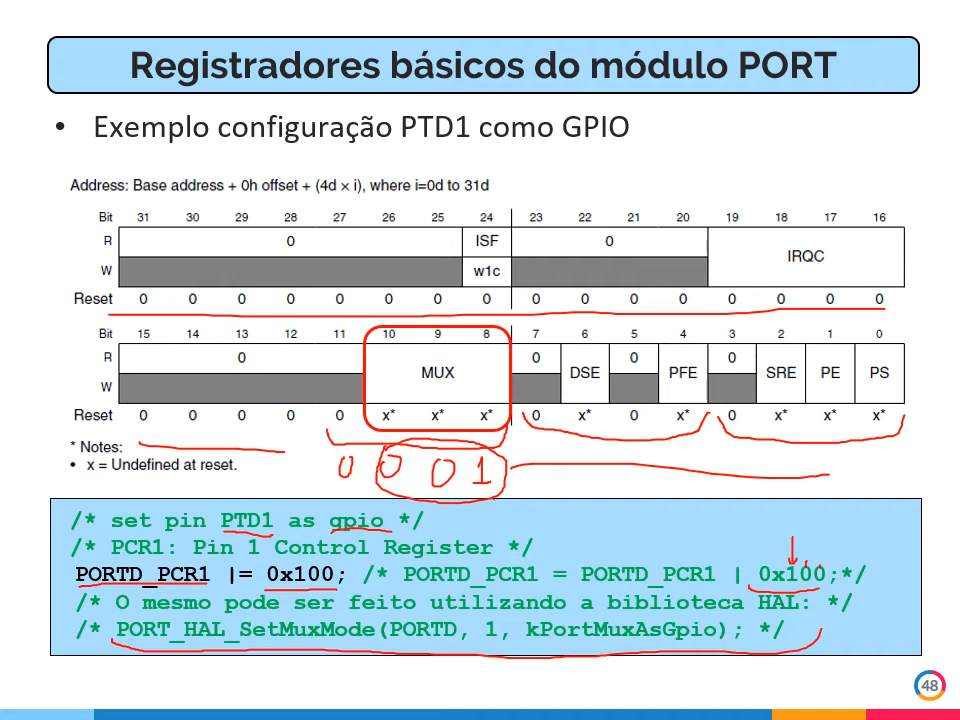 Registradores básicos do módulo PORT
• Exemplo configuração PTD1 como GPIO
Address: Base address + 0h offset + (4d × i), where i=0d to 31d
Bit 31 30 29 28 27 26 25 24 23 22 21 20 19 18 17 16
R 0 ISF 0 IRQC
W w1c
Reset 0 0 0 0 0 0 0 0 0 0 0 0 0 0 0 0
Bit 15 14 13 12 11 10 9 8 7 6 5 4 3 2 1 0
R 0 MUX 0 DSE 0 PFE 0 SRE PE PS
W
Reset 0 0 0 0 0 x* x* x* 0 x* 0 x* 0 x* x* x*
* Notes:
• x = Undefined at reset.
0 0 0 1
/* set pin PTD1 as gpio */
/* PCR1: Pin 1 Control Register */
PORTD_PCR1 |= 0x100; /* PORTD_PCR1 = PORTD_PCR1 | 0x100;*/
/* O mesmo pode ser feito utilizando a biblioteca HAL: */
/* PORT_HAL_SetMuxMode(PORTD, 1, kPortMuxAsGpio); */
48